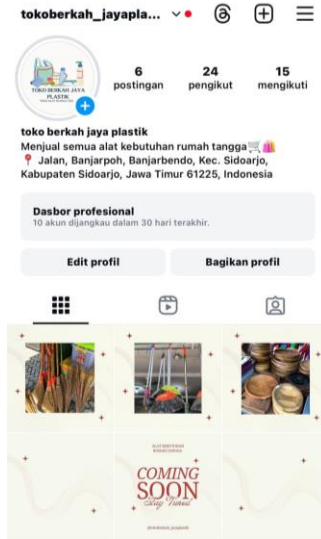 tokoberkah_jayapla...
TOKO BERKAH JAYA
PLASTIK
6
postingan
24
pengikut
15
mengikuti
toko berkah jaya plastik
Menjual semua alat kebutuhan rumah tangga🛒🛍️
📍 Jalan, Banjarpoh, Banjarbendo, Kec. Sidoarjo,
Kabupaten Sidoarjo, Jawa Timur 61225, Indonesia
Dasbor profesional
10 akun dijangkau dalam 30 hari terakhir.
Edit profil
Bagikan profil
COMING
SOON
Stay Tuned